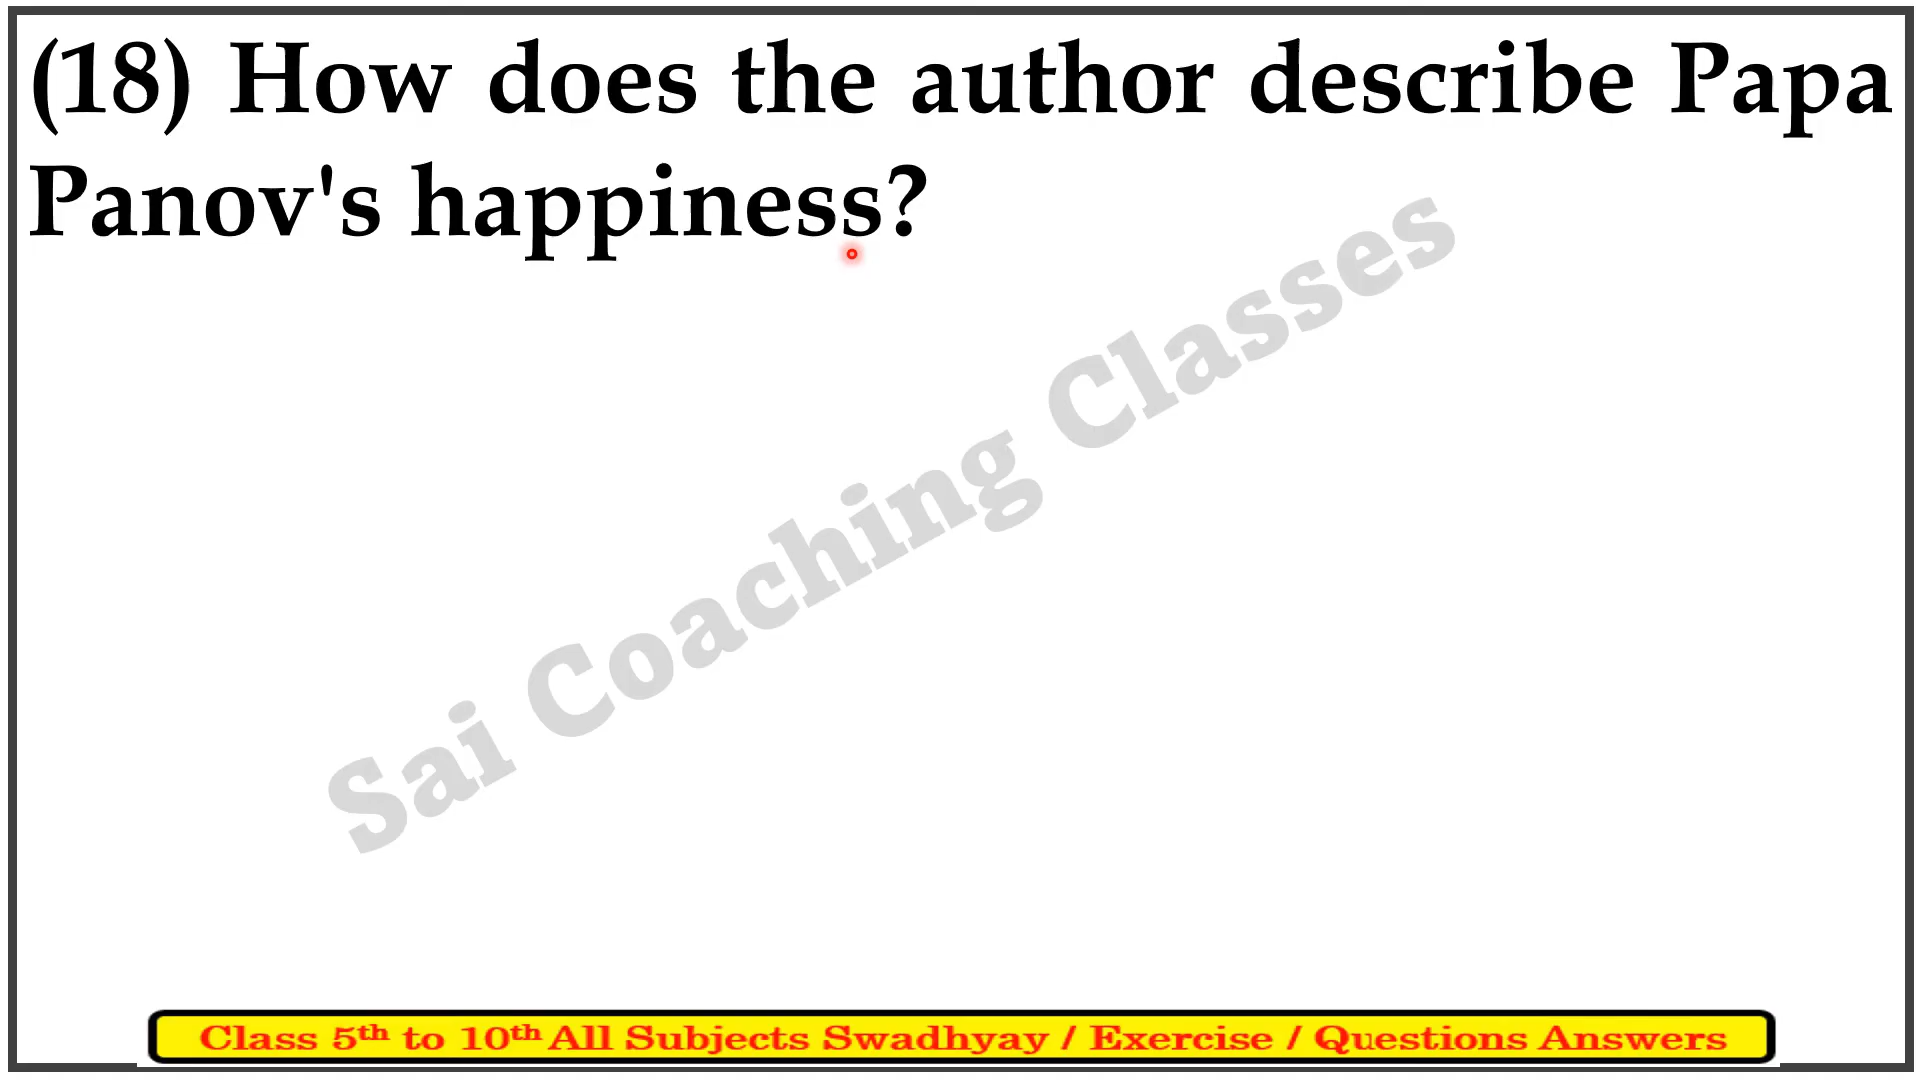 (18) How does the author describe Papa
Panov's happiness?
Sai Coaching Classes
Class 5th to 10th All Subjects Swadhyay / Exercise / Questions Answers